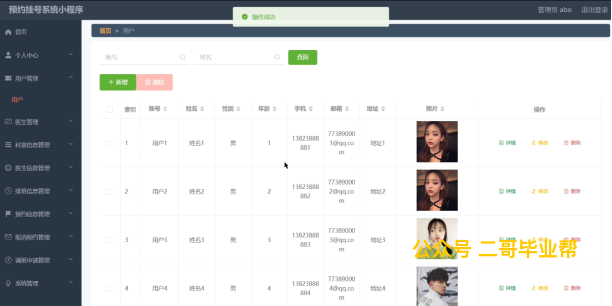 预约挂号系统小程序
操作成功
管理员 abo
退出登录
首页
个人中心
用户管理
用户
医生管理
科室信息管理
医生信息管理
排班信息管理
预约信息管理
取消预约管理
调班申请管理
系统管理
首页 > 用户
账号 姓名 查询
+ 新增 删除
索引 账号 姓名 性别 年龄 手机 邮箱 地址 照片 操作
1 用户1 姓名1 男 1 13823888881 773890001@qq.com 地址1 详情 修改 删除
2 用户2 姓名2 男 2 13823888882 773890002@qq.com 地址2 详情 修改 删除
3 用户3 姓名3 男 3 13823888883 773890003@qq.com 地址3 删除
4 用户4 姓名4 男 4 13823888884 773890004@qq.com 地址4 详情 修改 删除
公众号 二哥毕业帮